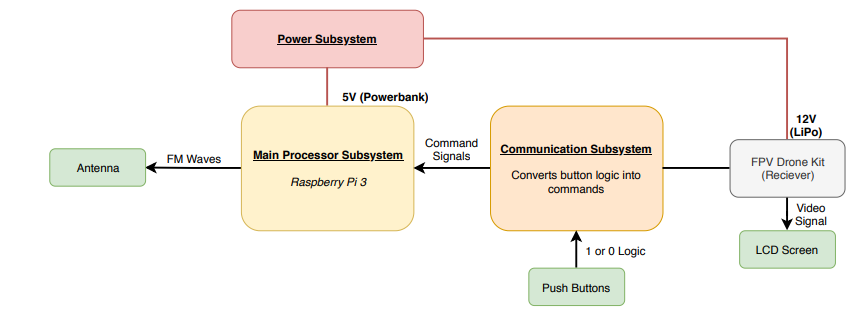 Power Subsystem
5V (Powerbank)
12V
(LiPo)
Antenna
FM Waves
Main Processor Subsystem
Raspberry Pi 3
Command
Signals
Communication Subsystem
Converts button logic into
commands
FPV Drone Kit
(Reciever)
Video
Signal
LCD Screen
1 or 0 Logic
Push Buttons